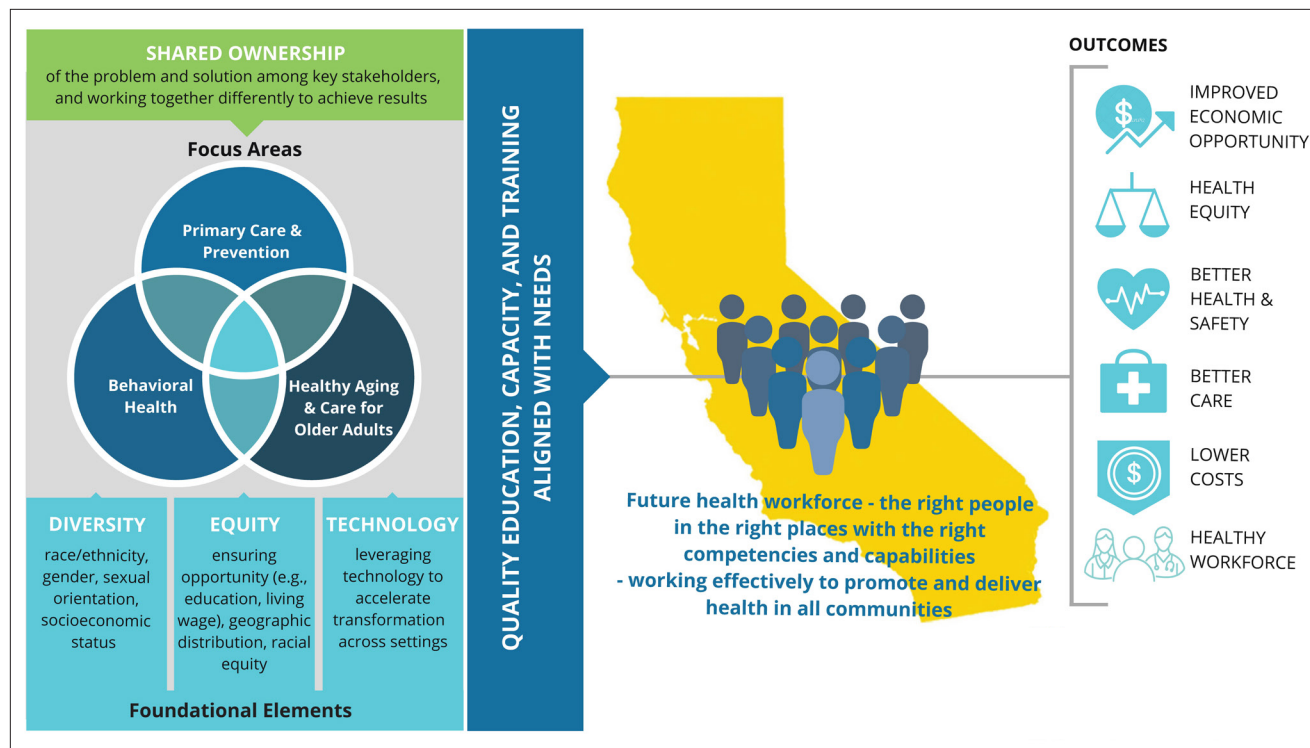 SHARED OWNERSHIP
of the problem and solution among key stakeholders,
and working together differently to achieve results
Focus Areas
Primary Care &
Prevention
Behavioral
Health
Healthy Aging
& Care for
Older Adults
DIVERSITY
race/ethnicity,
gender, sexual
orientation,
socioeconomic
status
EQUITY
ensuring
opportunity (e.g.,
education, living
wage), geographic
distribution, racial
equity
TECHNOLOGY
leveraging
technology to
accelerate
transformation
across settings
Foundational Elements
QUALITY EDUCATION, CAPACITY, AND TRAINING
ALIGNED WITH NEEDS
Future health workforce - the right people
in the right places with the right
competencies and capabilities
- working effectively to promote and deliver
health in all communities
OUTCOMES
$
IMPROVED
ECONOMIC
OPPORTUNITY
HEALTH
EQUITY
BETTER
HEALTH &
SAFETY
BETTER
CARE
$
LOWER
COSTS
HEALTHY
WORKFORCE